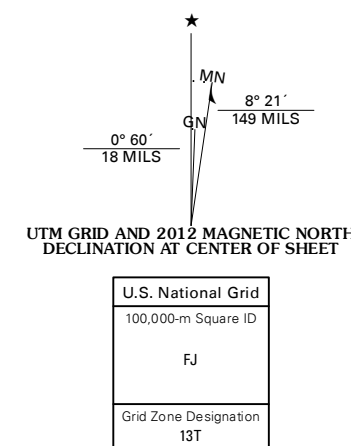 ★
MN
8° 21´
149 MILS
GN
0° 60´
18 MILS
UTM GRID AND 2012 MAGNETIC NORTH
DECLINATION AT CENTER OF SHEET
U.S. National Grid
100,000-m Square ID
FJ
Grid Zone Designation
13T